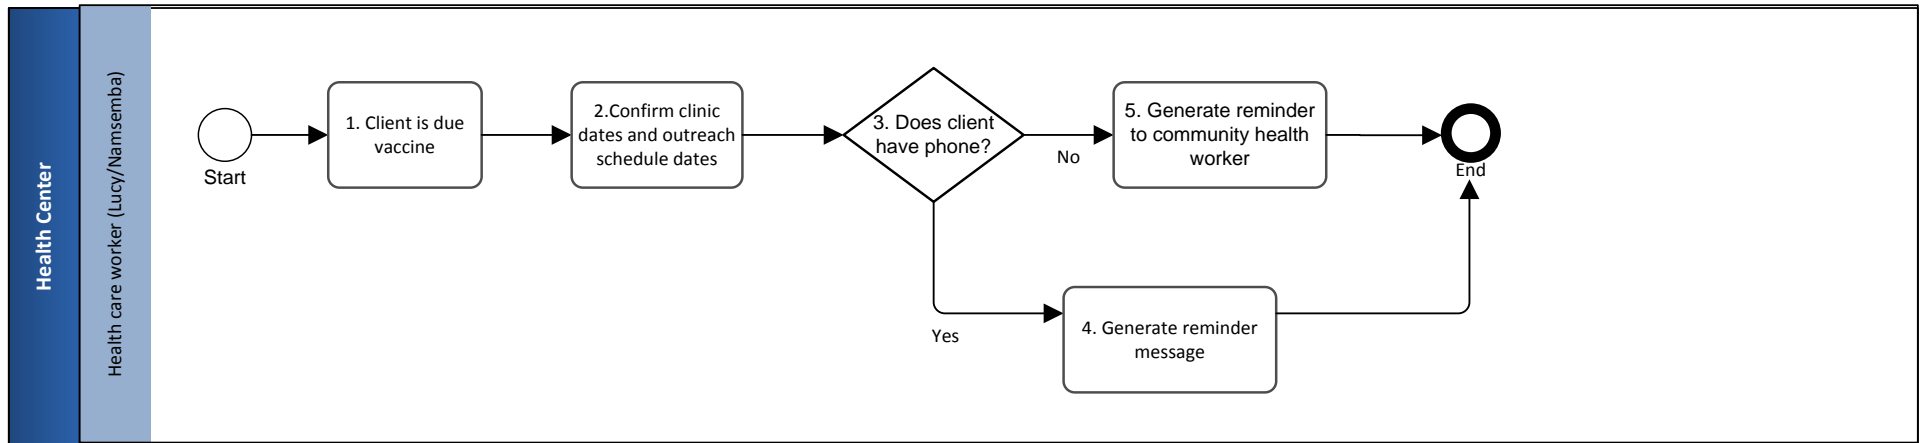 Health Center
Health care worker (Lucy/Namsemba)
Start
1. Client is due
vaccine
2.Confirm clinic
dates and outreach
schedule dates
3. Does client
have phone?
No
5. Generate reminder
to community health
worker
End
Yes
4. Generate reminder
message